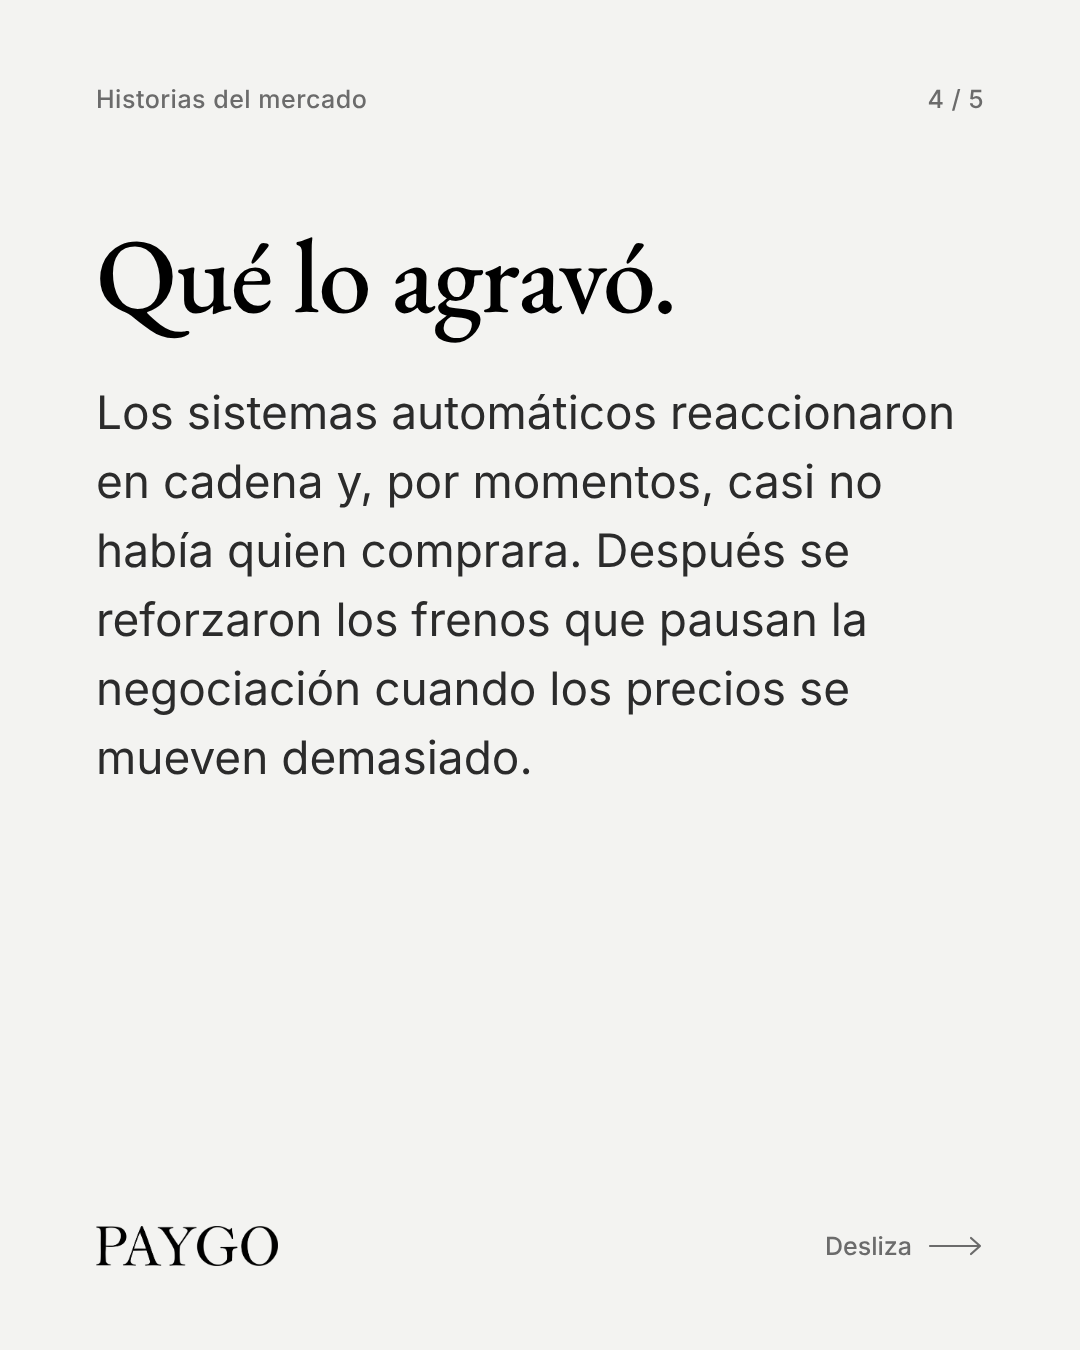 Historias del mercado
4 / 5
Qué lo agravó.
Los sistemas automáticos reaccionaron
en cadena y, por momentos, casi no
había quien comprara. Después se
reforzaron los frenos que pausan la
negociación cuando los precios se
mueven demasiado.
PAYGO
Desliza